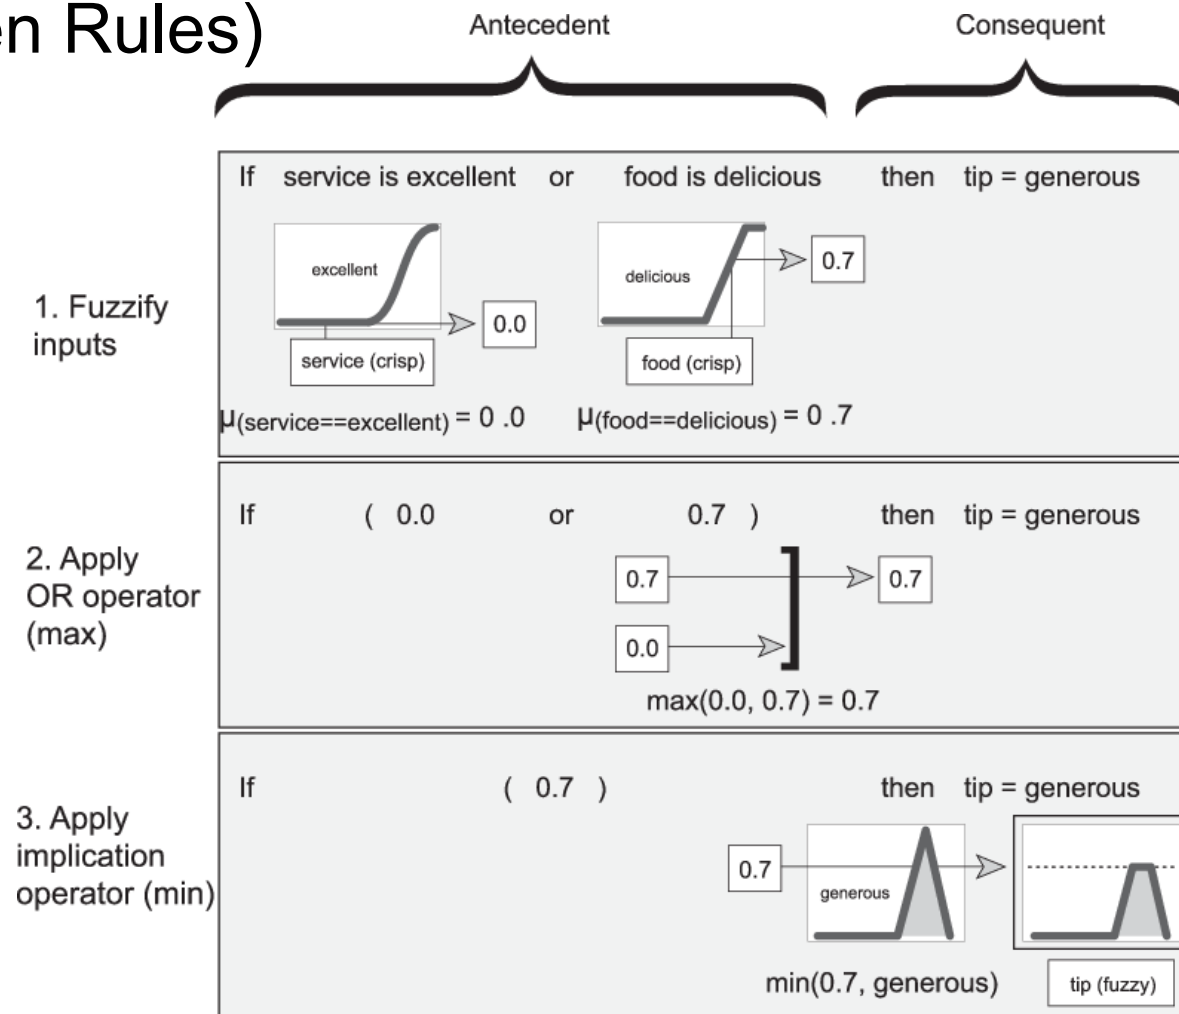 en Rules)
Antecedent
Consequent
If service is excellent or food is delicious then tip = generous
excellent
delicious
0.7
0.0
1. Fuzzify
inputs
service (crisp)
food (crisp)
μ(service==excellent) = 0 .0 μ(food==delicious) = 0 .7
If ( 0.0 or 0.7 ) then tip = generous
2. Apply
OR operator
(max)
0.7
0.7
0.0
max(0.0, 0.7) = 0.7
If ( 0.7 ) then tip = generous
3. Apply
implication
operator (min)
0.7
generous
min(0.7, generous)
tip (fuzzy)